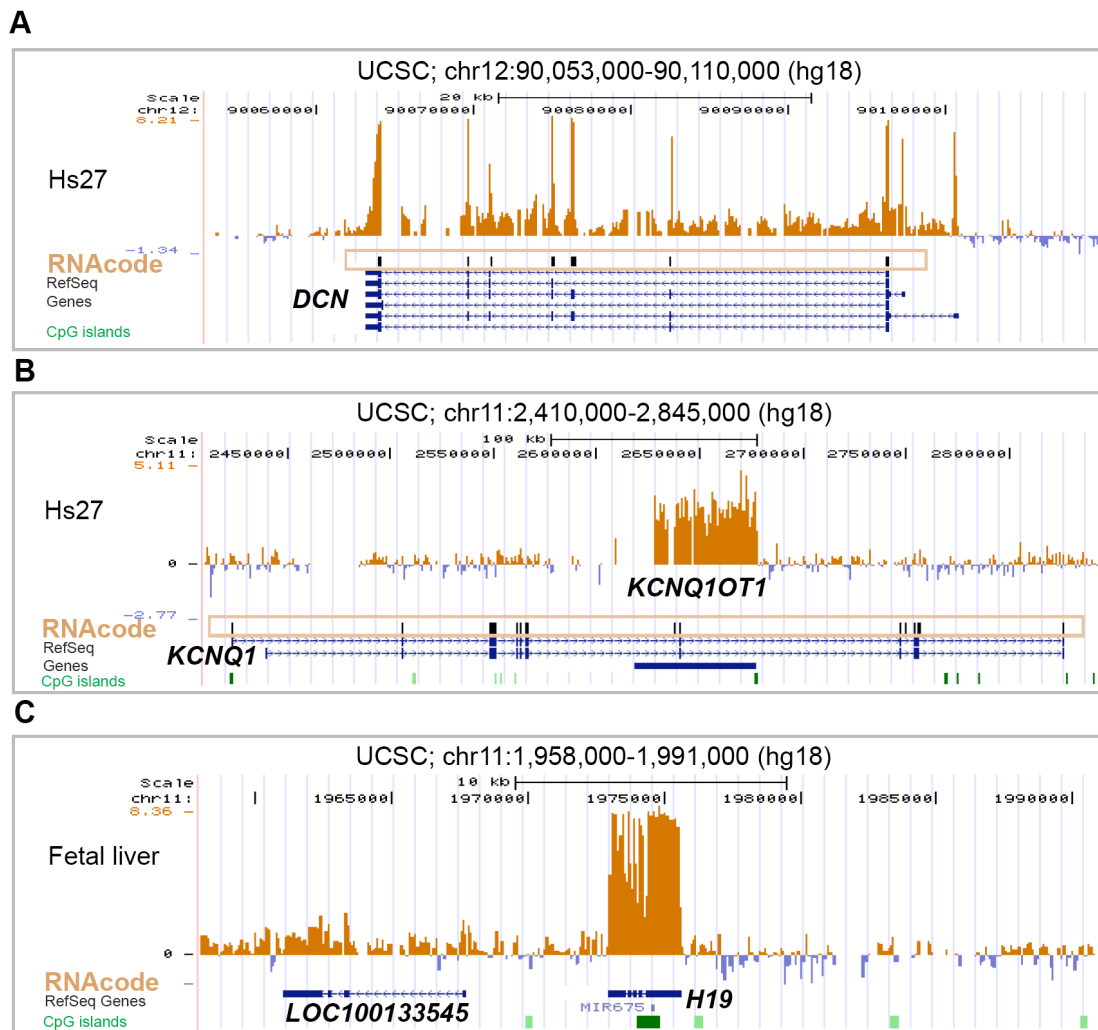 A
UCSC; chr12:90,053,000-90,110,000 (hg18)
Scale 20 kb
chr12: 90060000 90070000 90080000 90090000 90100000
8.21
Hs27
-1.34
RNAcode
RefSeq
Genes
DCN
CpG islands
B
UCSC; chr11:2,410,000-2,845,000 (hg18)
Scale 100 kb
chr11: 2450000 2500000 2550000 2600000 2650000 2700000 2750000 2800000
5.11
Hs27
0
KCNQ1OT1
-2.77
RNAcode
RefSeq
Genes
KCNQ1
CpG islands
C
UCSC; chr11:1,958,000-1,991,000 (hg18)
Scale 10 kb
chr11: 1965000 1970000 1975000 1980000 1985000 1990000
8.36
Fetal liver
0
RNAcode
RefSeq Genes
LOC100133545 MIR675 H19
CpG islands